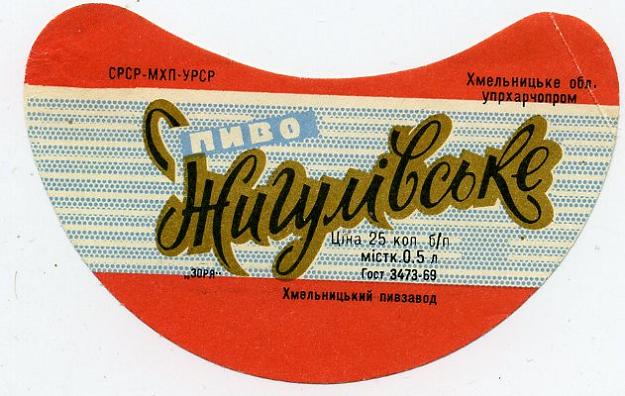 СРСР-МХП-УРСР
Хмельницьке обл.
упрхарчопром
ПИВО
Жигулівське
Ціна 25 коп. б/п
містк. 0.5 л
Гост 3473-69
„ЗОРЯ"
Хмельницький пивзавод